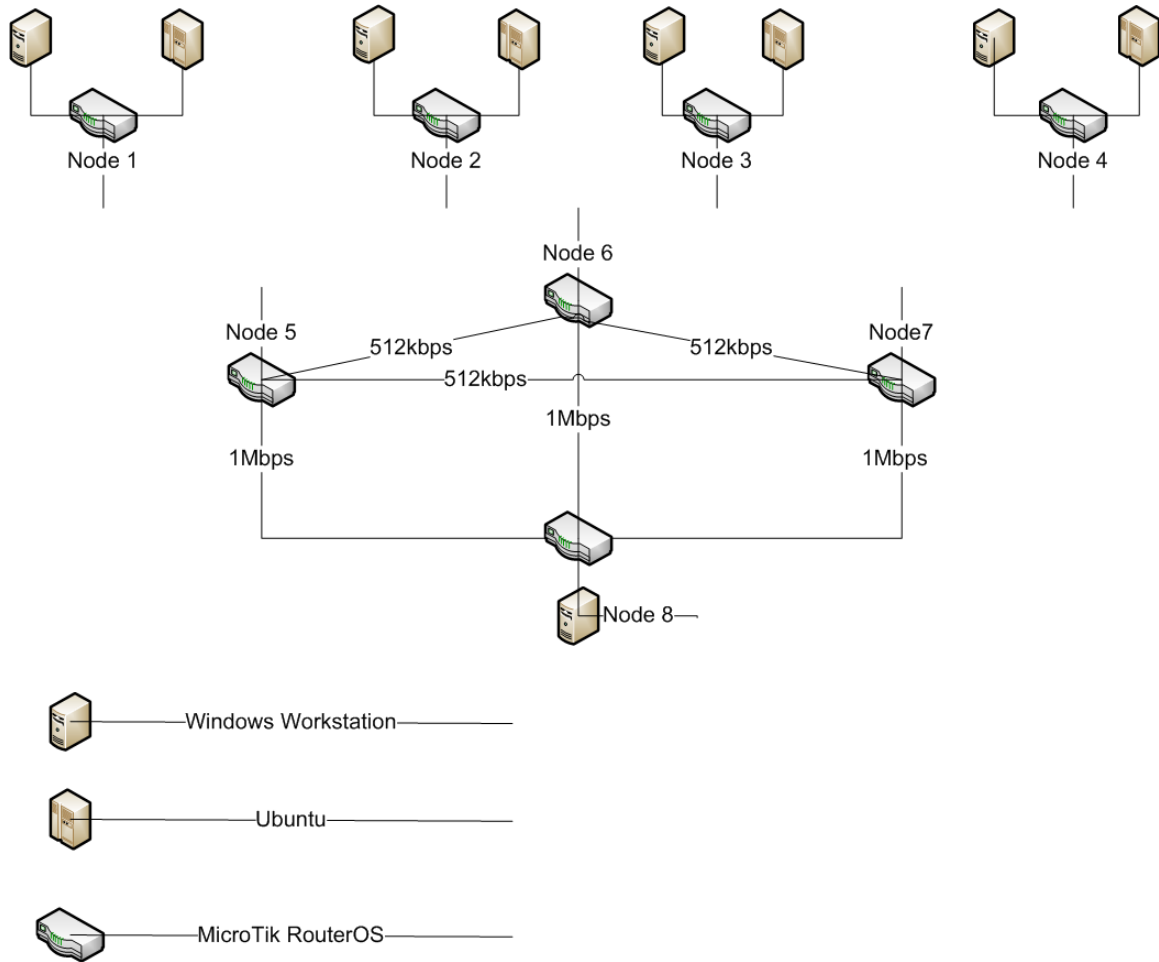 Node 1
Node 2
Node 3
Node 4
Node 6
Node 5
Node7
512kbps
512kbps
512kbps
1Mbps
1Mbps
1Mbps
Node 8
Windows Workstation
Ubuntu
MicroTik RouterOS